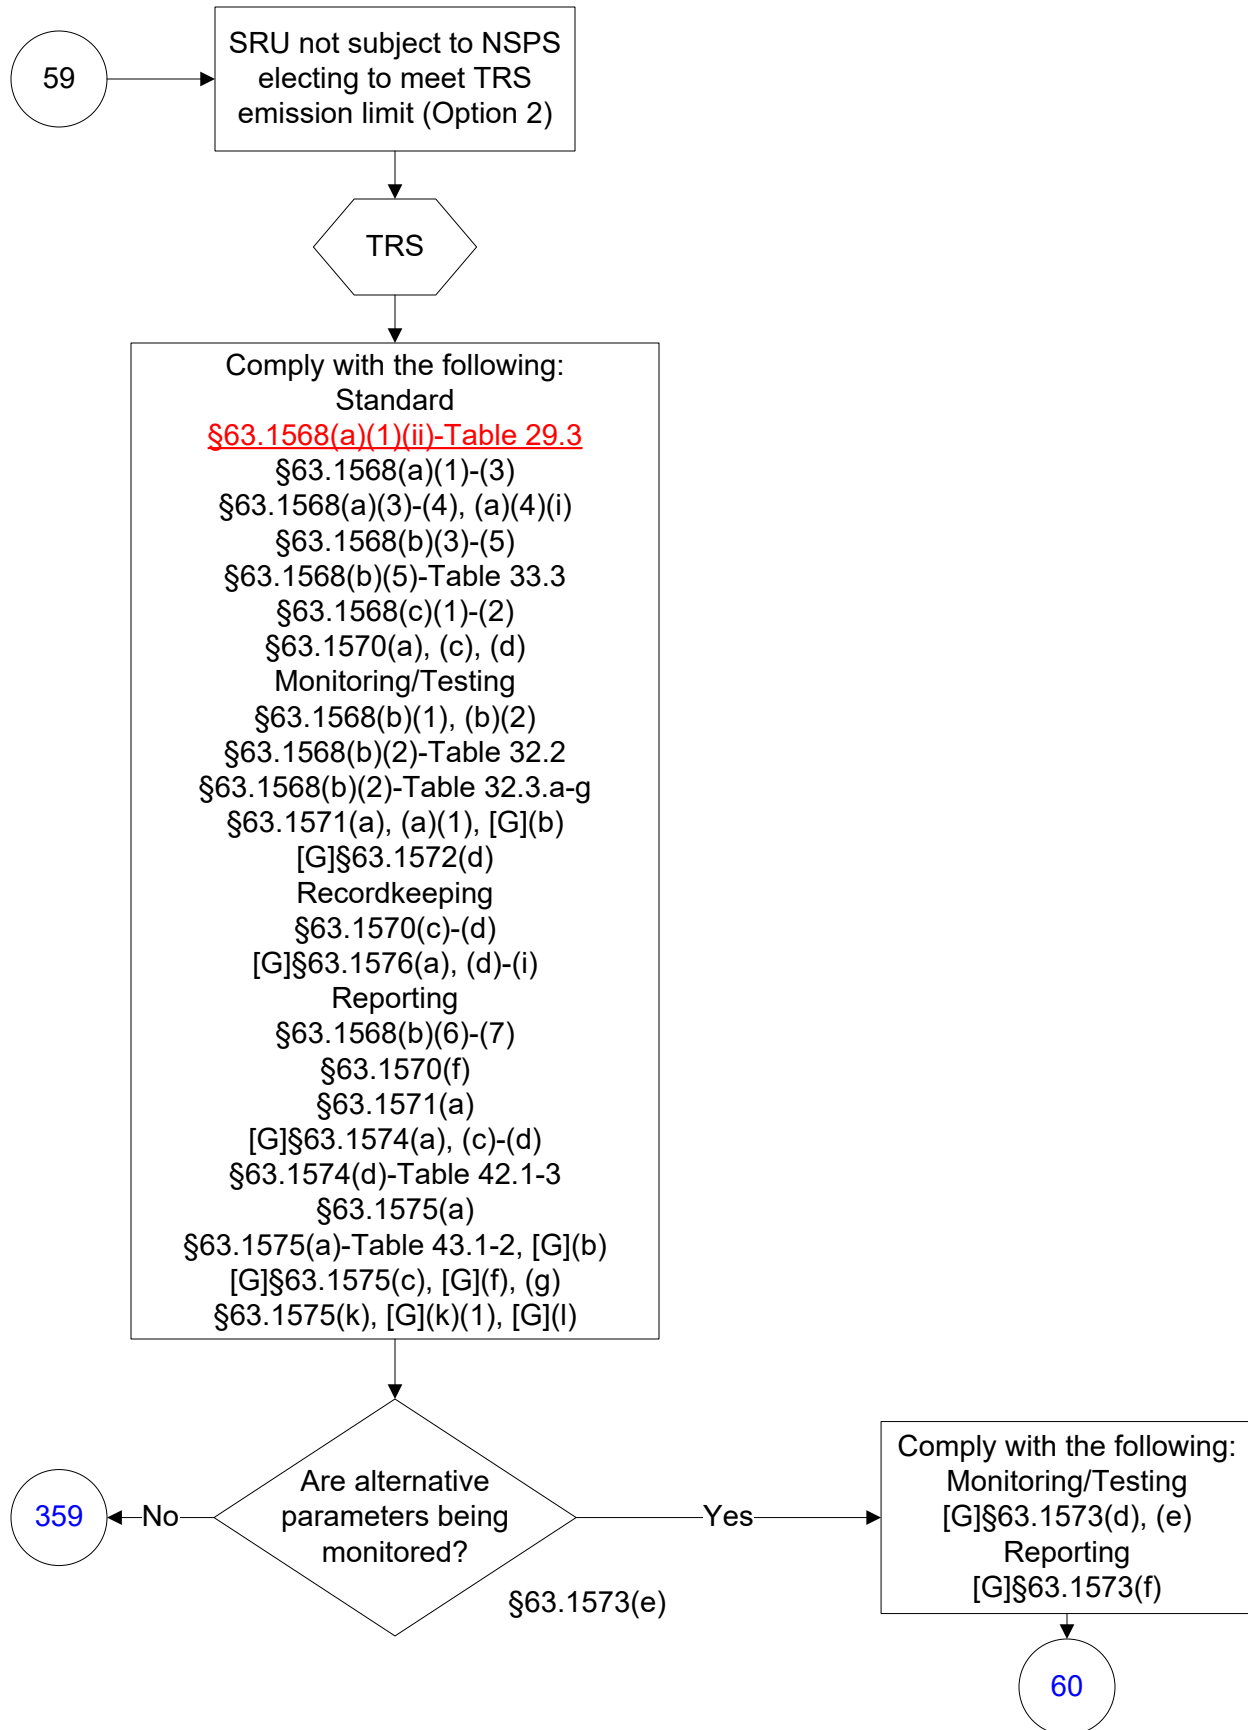 59
SRU not subject to NSPS
electing to meet TRS
emission limit (Option 2)
TRS
Comply with the following:
Standard
§63.1568(a)(1)(ii)-Table 29.3
§63.1568(a)(1)-(3)
§63.1568(a)(3)-(4), (a)(4)(i)
§63.1568(b)(3)-(5)
§63.1568(b)(5)-Table 33.3
§63.1568(c)(1)-(2)
§63.1570(a), (c), (d)
Monitoring/Testing
§63.1568(b)(1), (b)(2)
§63.1568(b)(2)-Table 32.2
§63.1568(b)(2)-Table 32.3.a-g
§63.1571(a), (a)(1), [G](b)
[G]§63.1572(d)
Recordkeeping
§63.1570(c)-(d)
[G]§63.1576(a), (d)-(i)
Reporting
§63.1568(b)(6)-(7)
§63.1570(f)
§63.1571(a)
[G]§63.1574(a), (c)-(d)
§63.1574(d)-Table 42.1-3
§63.1575(a)
§63.1575(a)-Table 43.1-2, [G](b)
[G]§63.1575(c), [G](f), (g)
§63.1575(k), [G](k)(1), [G](l)
Are alternative
parameters being
monitored?
§63.1573(e)
No
359
Yes
Comply with the following:
Monitoring/Testing
[G]§63.1573(d), (e)
Reporting
[G]§63.1573(f)
60